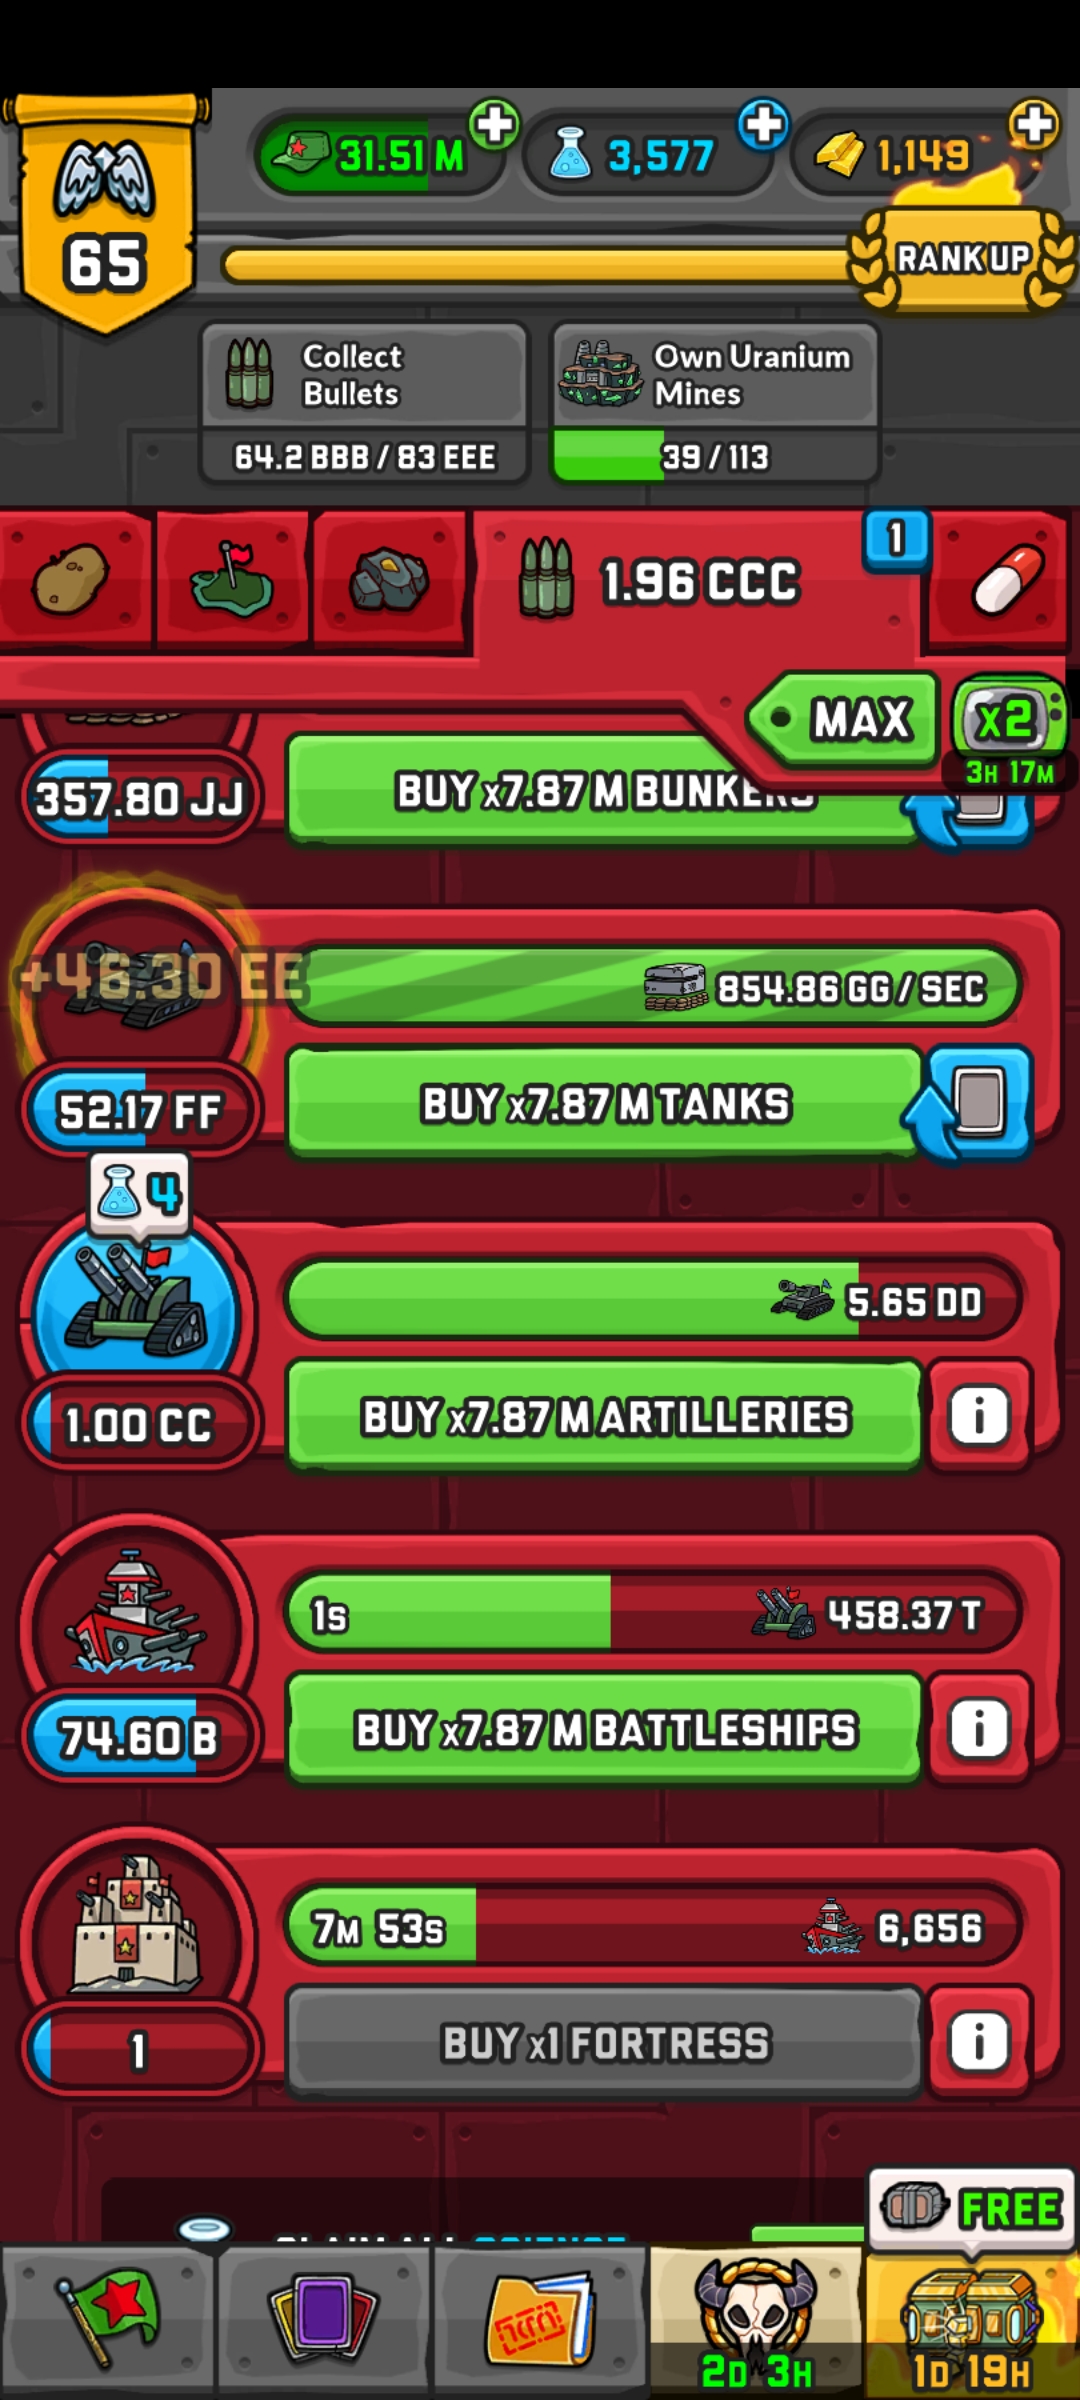 31.51 M
3,577
1,149
65
RANK UP
Collect
Bullets
Own Uranium
Mines
64.2 BBB / 83 EEE
39 / 113
1.96 CCC
1
MAX
x2
3H 17M
357.80 JJ
BUY x7.87 M BUNKERS
+46.30 EE
854.86 GG / SEC
52.17 FF
BUY x7.87 M TANKS
4
5.65 DD
1.00 CC
BUY x7.87 M ARTILLERIES
i
1S
458.37 T
74.60 B
BUY x7.87 M BATTLESHIPS
i
7M 53S
6,656
1
BUY x1 FORTRESS
i
FREE
CLAIM ALL SCIENCE
2D 3H
1D 19H